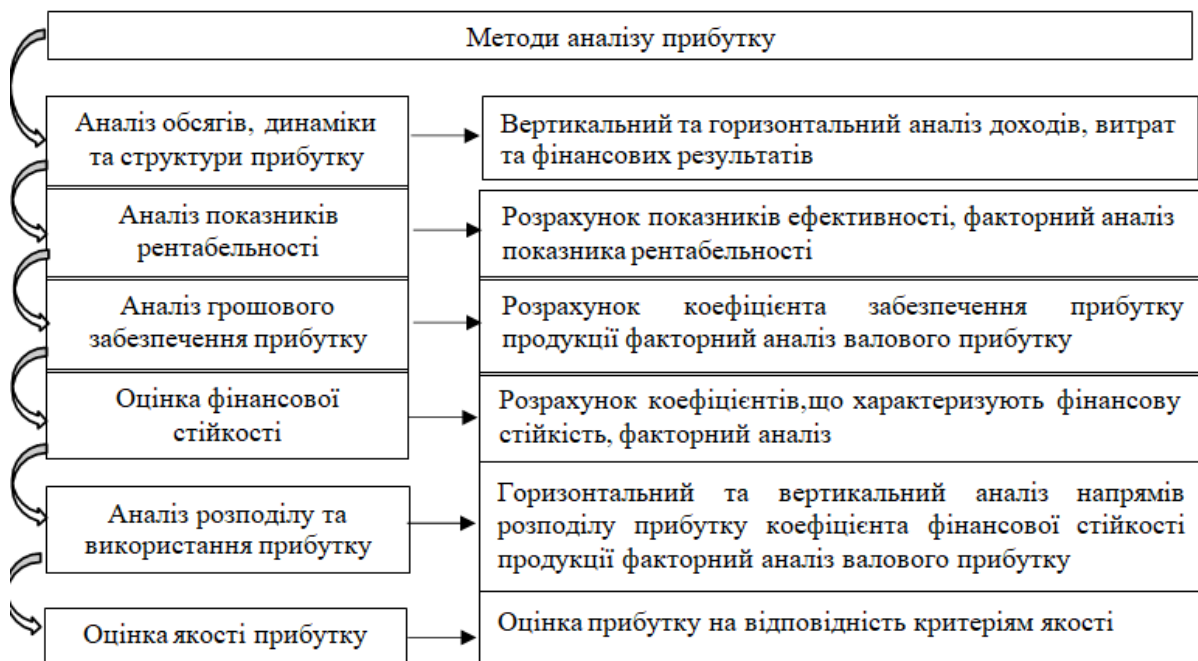 Методи аналізу прибутку
Аналіз обсягів, динаміки
та структури прибутку
Вертикальний та горизонтальний аналіз доходів, витрат
та фінансових результатів
Аналіз показників
рентабельності
Розрахунок показників ефективності, факторний аналіз
показника рентабельності
Аналіз грошового
забезпечення прибутку
Розрахунок коефіцієнта забезпечення прибутку
продукції факторний аналіз валового прибутку
Оцінка фінансової
стійкості
Розрахунок коефіцієнтів,що характеризують фінансову
стійкість, факторний аналіз
Аналіз розподілу та
використання прибутку
Горизонтальний та вертикальний аналіз напрямів
розподілу прибутку коефіцієнта фінансової стійкості
продукції факторний аналіз валового прибутку
Оцінка якості прибутку
Оцінка прибутку на відповідність критеріям якості